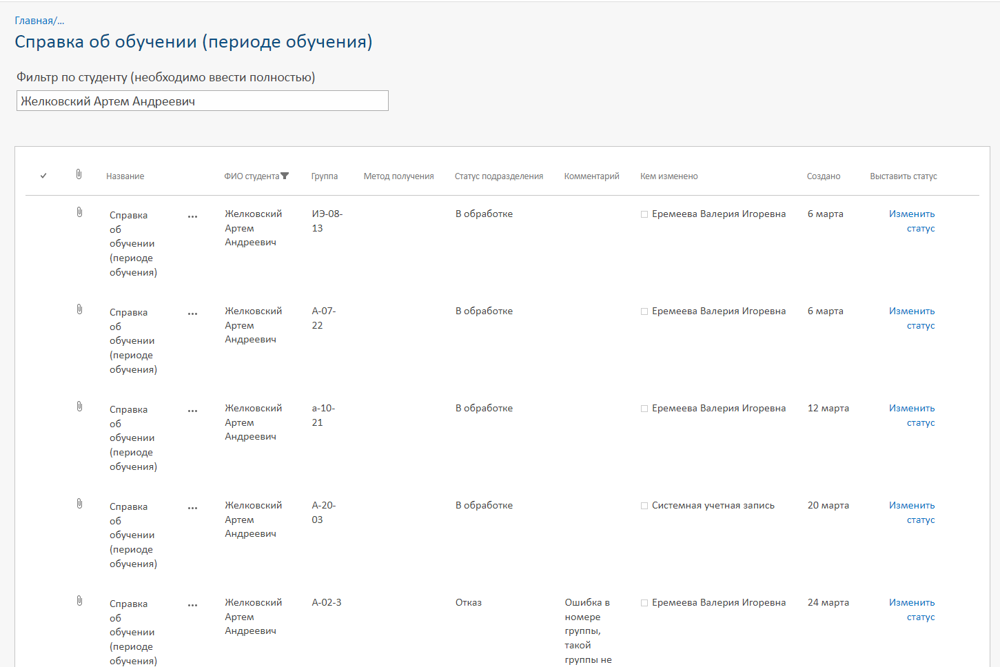 Главная/...
Справка об обучении (периоде обучения)
Фильтр по студенту (необходимо ввести полностью)
Желковский Артем Андреевич
Название ФИО студента Группа Метод получения Статус подразделения Комментарий Кем изменено Создано Выставить статус
Справка
об
обучении
(периоде
обучения)
...
Желковский
Артем
Андреевич
ИЭ-08-
13
В обработке
Еремеева Валерия Игоревна
6 марта
Изменить
статус
Справка
об
обучении
(периоде
обучения)
...
Желковский
Артем
Андреевич
А-07-
22
В обработке
Еремеева Валерия Игоревна
6 марта
Изменить
статус
Справка
об
обучении
(периоде
обучения)
...
Желковский
Артем
Андреевич
а-10-
21
В обработке
Еремеева Валерия Игоревна
12 марта
Изменить
статус
Справка
об
обучении
(периоде
обучения)
...
Желковский
Артем
Андреевич
А-20-
03
В обработке
Системная учетная запись
20 марта
Изменить
статус
Справка
об
обучении
(периоде
обучения)
...
Желковский
Артем
Андреевич
А-02-3
Отказ
Ошибка в
номере
группы,
такой
группы не
Еремеева Валерия Игоревна
24 марта
Изменить
статус